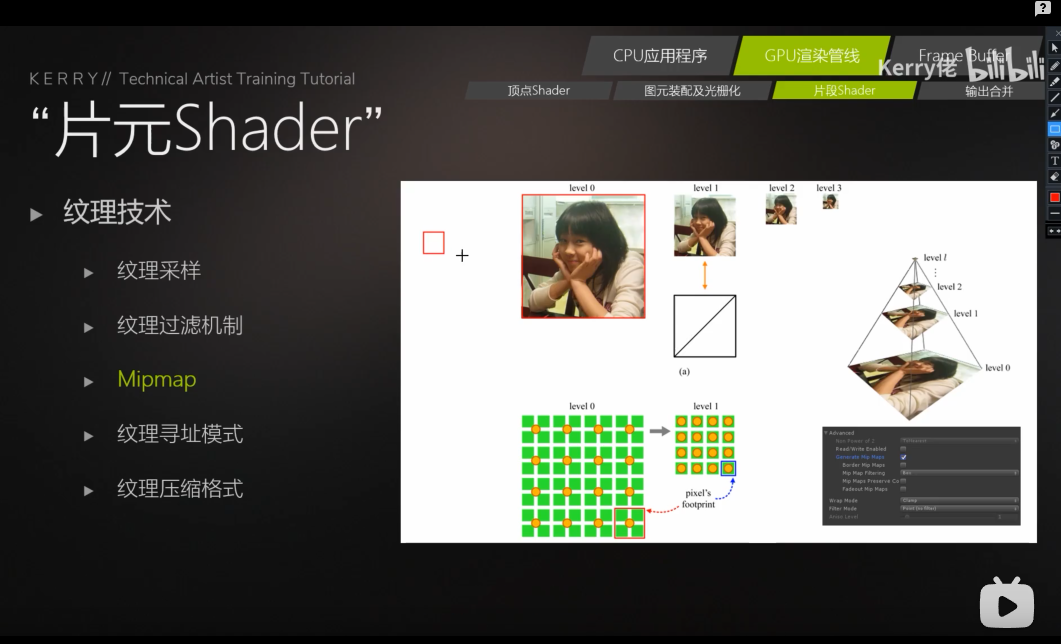 ?
CPU应用程序
GPU渲染管线
Frame Buffer
Kerry佬 bilibili
KERRY// Technical Artist Training Tutorial
顶点Shader
图元装配及光栅化
片段Shader
输出合并
“片元Shader”
纹理技术
纹理采样
纹理过滤机制
Mipmap
纹理寻址模式
纹理压缩格式
level 0
level 1
level 2
level 3
(a)
level l
level 2
level 1
level 0
level 0
level 1
pixel's
footprint
Advanced
Non Power of 2
Read/Write Enabled
Generate Mip Maps
Border Mip Maps
Mip Map Filtering
Box
Mip Maps Preserve Co
Fadeout Mip Maps
Wrap Mode
Clamp
Filter Mode
Point (no filter)
Aniso Level
T